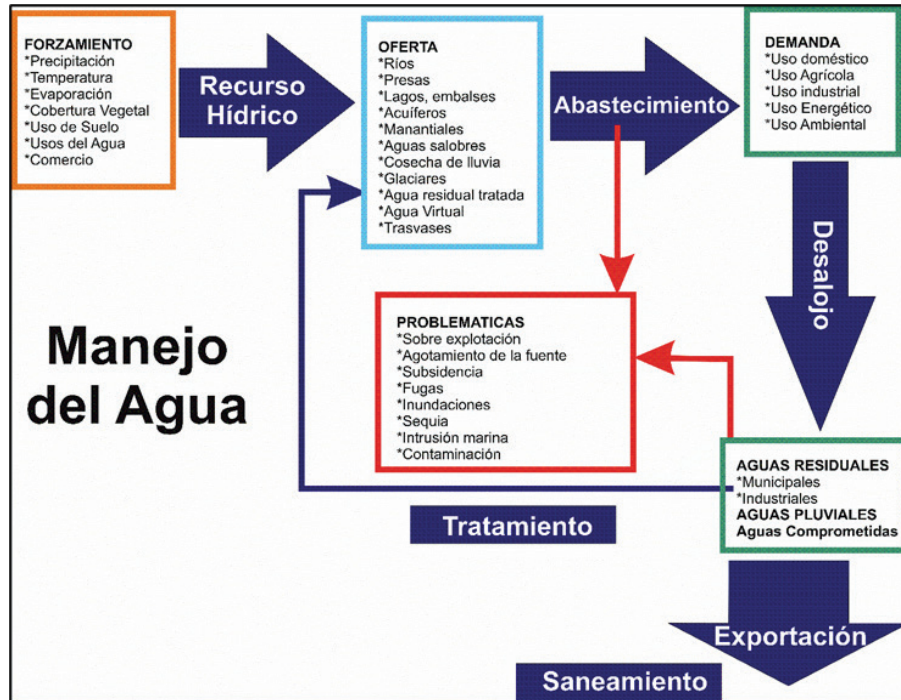 FORZAMIENTO
*Precipitación
*Temperatura
*Evaporación
*Cobertura Vegetal
*Uso de Suelo
*Usos del Agua
*Comercio
Recurso
Hídrico
OFERTA
*Ríos
*Presas
*Lagos, embalses
*Acuíferos
*Manantiales
*Aguas salobres
*Cosecha de lluvia
*Glaciares
*Agua residual tratada
*Agua Virtual
*Trasvases
Abastecimiento
DEMANDA
*Uso doméstico
*Uso Agrícola
*Uso industrial
*Uso Energético
*Uso Ambiental
Desalojo
Manejo
del Agua
PROBLEMATICAS
*Sobre explotación
*Agotamiento de la fuente
*Subsidencia
*Fugas
*Inundaciones
*Sequia
*Intrusión marina
*Contaminación
AGUAS RESIDUALES
*Municipales
*Industriales
AGUAS PLUVIALES
Aguas Comprometidas
Tratamiento
Exportación
Saneamiento